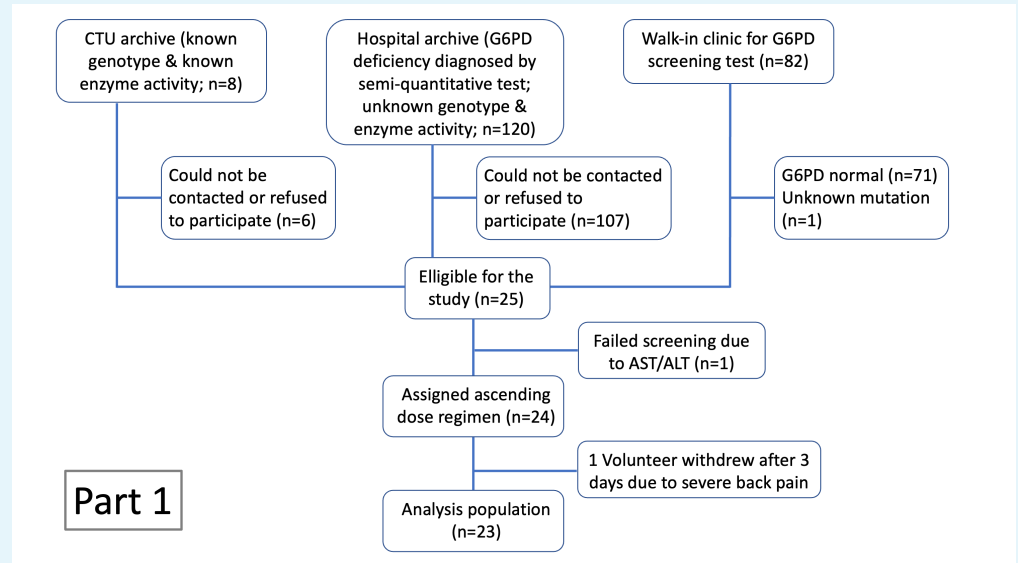 CTU archive (known
genotype & known
enzyme activity; n=8)
Hospital archive (G6PD
deficiency diagnosed by
semi-quantitative test;
unknown genotype &
enzyme activity; n=120)
Walk-in clinic for G6PD
screening test (n=82)
Could not be
contacted or refused
to participate (n=6)
Could not be contacted
or refused to
participate (n=107)
G6PD normal (n=71)
Unknown mutation
(n=1)
Elligible for the
study (n=25)
Failed screening due
to AST/ALT (n=1)
Assigned ascending
dose regimen (n=24)
1 Volunteer withdrew after 3
days due to severe back pain
Part 1
Analysis population
(n=23)